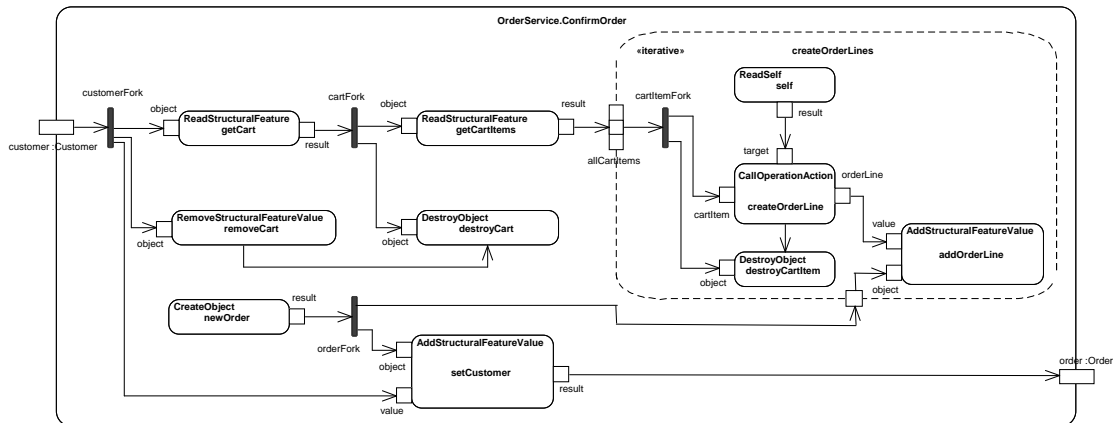 OrderService.ConfirmOrder
«iterative»
createOrderLines
ReadSelf
self
result
customerFork
cartFork
cartItemFork
object
ReadStructuralFeature
getCart
result
object
ReadStructuralFeature
getCartItems
result
customer :Customer
allCartItems
target
CallOperationAction
createOrderLine
orderLine
cartItem
RemoveStructuralFeatureValue
removeCart
object
DestroyObject
destroyCart
object
value
AddStructuralFeatureValue
addOrderLine
object
DestroyObject
destroyCartItem
object
CreateObject
newOrder
result
orderFork
object
AddStructuralFeatureValue
setCustomer
value
result
order :Order